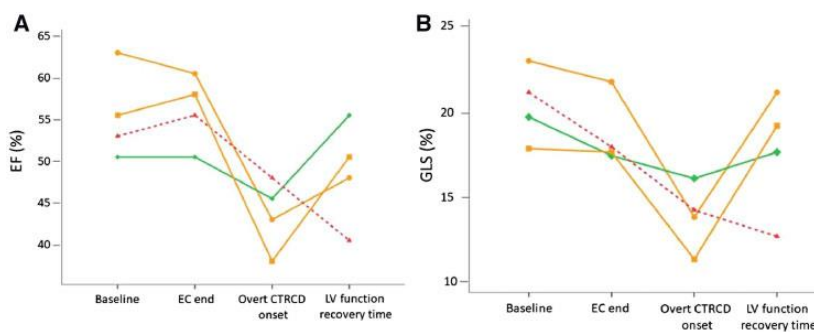 A
EF (%)
65
60
55
50
45
40
Baseline
EC end
Overt CTRCD
onset
LV function
recovery time
B
GLS (%)
25
20
15
10
Baseline
EC end
Overt CTRCD
onset
LV function
recovery time